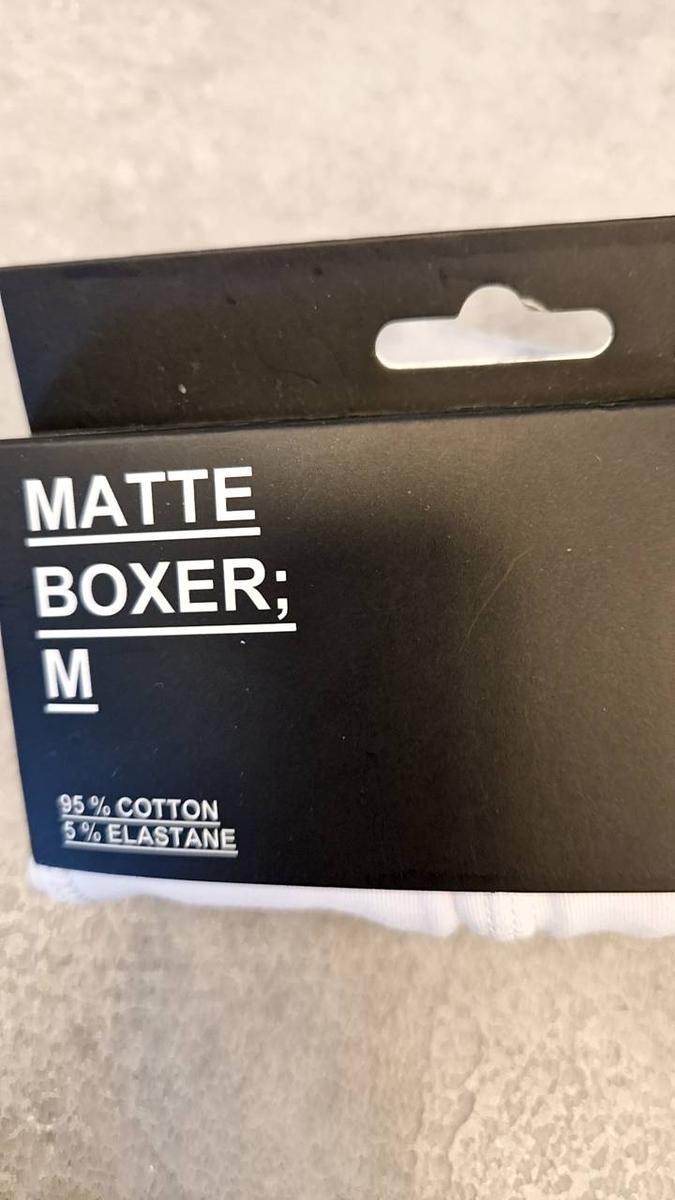 MATTE
BOXER;
M
95 % COTTON
5 % ELASTANE